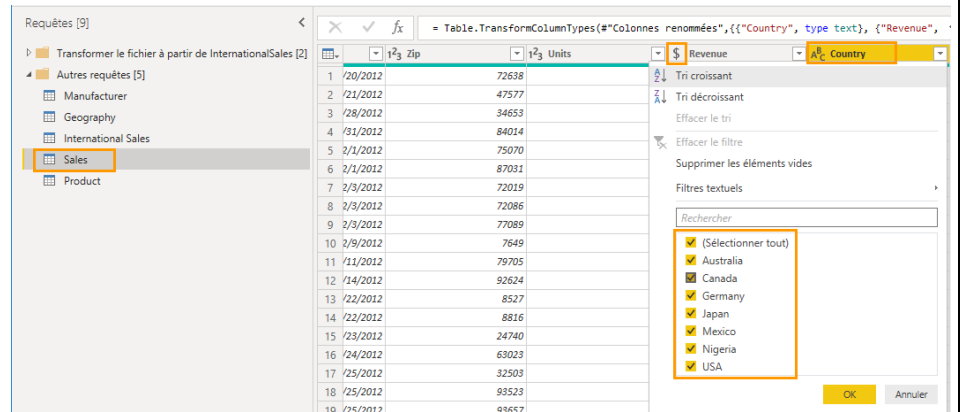 Requêtes [9]
= Table.TransformColumnTypes(#"Colonnes renommées",{{"Country", type text}, {"Revenue",
Transformer le fichier à partir de InternationalSales [2]
Autres requêtes [5]
Manufacturer
Geography
International Sales
Sales
Product
1²3 Zip
1²3 Units
$ Revenue
ABC Country
1 /20/2012 72638
2 /21/2012 47577
3 /28/2012 34653
4 /31/2012 84014
5 2/1/2012 75070
6 2/1/2012 87031
7 2/3/2012 72019
8 2/3/2012 72086
9 2/3/2012 77089
10 2/9/2012 7649
11 /11/2012 79705
12 /14/2012 92624
13 /22/2012 8527
14 /22/2012 8816
15 /23/2012 24740
16 /24/2012 63023
17 /25/2012 32503
18 /25/2012 93523
19 /25/2012 93657
Tri croissant
Tri décroissant
Effacer le tri
Effacer le filtre
Supprimer les éléments vides
Filtres textuels
Rechercher
(Sélectionner tout)
Australia
Canada
Germany
Japan
Mexico
Nigeria
USA
OK
Annuler